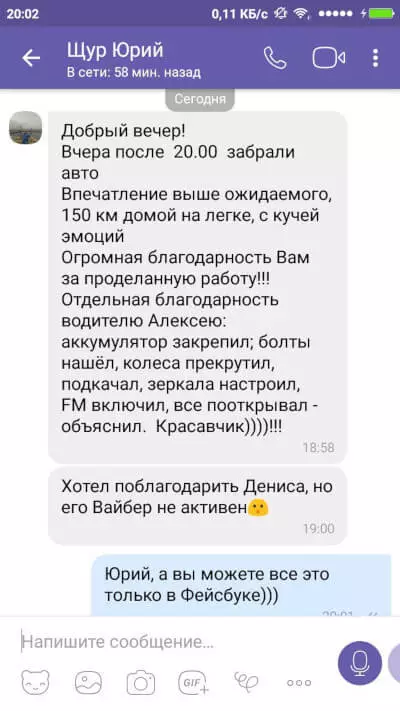 20:02 0,11 КБ/с
Щур Юрий
В сети: 58 мин. назад
Сегодня
Добрый вечер!
Вчера после 20.00 забрали
авто
Впечатление выше ожидаемого,
150 км домой на легке, с кучей
эмоций
Огромная благодарность Вам
за проделанную работу!!!
Отдельная благодарность
водителю Алексею:
аккумулятор закрепил; болты
нашёл, колеса прекрутил,
подкачал, зеркала настроил,
FM включил, все пооткрывал -
объяснил. Красавчик))))!!!
18:58
Хотел поблагодарить Дениса, но
его Вайбер не активен
19:00
Юрий, а вы можете все это
только в Фейсбуке)))
20:01
Напишите сообщение...
GIF